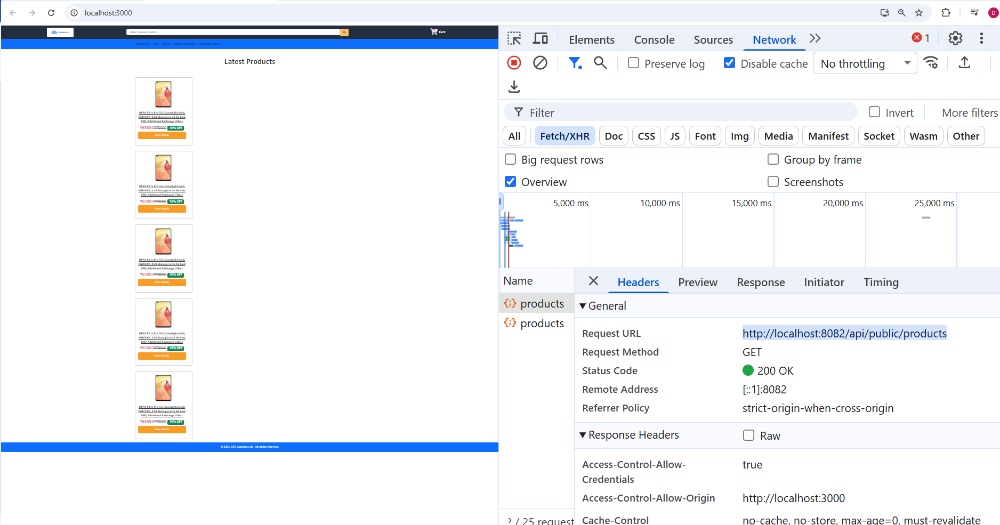 localhost:3000
D
Enter Product Name ...
Cart
Electronics Toys Clothes Kitchen & Dining Health & Beauty
Latest Products
OPPO F21s Pro 5G (Dawnlight Gold,
8GB RAM, 128 Storage) with No Cost
EMI/Additional Exchange Offers
₹63000₹70000 10% OFF
View Details
OPPO F21s Pro 5G (Dawnlight Gold,
8GB RAM, 128 Storage) with No Cost
EMI/Additional Exchange Offers
₹63000₹70000 10% OFF
View Details
OPPO F21s Pro 5G (Dawnlight Gold,
8GB RAM, 128 Storage) with No Cost
EMI/Additional Exchange Offers
₹63000₹70000 10% OFF
View Details
OPPO F21s Pro 5G (Dawnlight Gold,
8GB RAM, 128 Storage) with No Cost
EMI/Additional Exchange Offers
₹63000₹70000 10% OFF
View Details
OPPO F21s Pro 5G (Dawnlight Gold,
8GB RAM, 128 Storage) with No Cost
EMI/Additional Exchange Offers
₹63000₹70000 10% OFF
View Details
© 2025 XYZ Example Ltd . All rights reserved.
Elements Console Sources Network 1
Preserve log Disable cache No throttling
Filter Invert More filters
All Fetch/XHR Doc CSS JS Font Img Media Manifest Socket Wasm Other
Big request rows Group by frame
Overview Screenshots
5,000 ms 10,000 ms 15,000 ms 20,000 ms 25,000 ms
Name
products
products
2 / 25 request
Headers Preview Response Initiator Timing
General
Request URL http://localhost:8082/api/public/products
Request Method GET
Status Code 200 OK
Remote Address [::1]:8082
Referrer Policy strict-origin-when-cross-origin
Response Headers Raw
Access-Control-Allow- true
Credentials
Access-Control-Allow-Origin http://localhost:3000
Cache-Control no-cache, no-store, max-age=0, must-revalidate